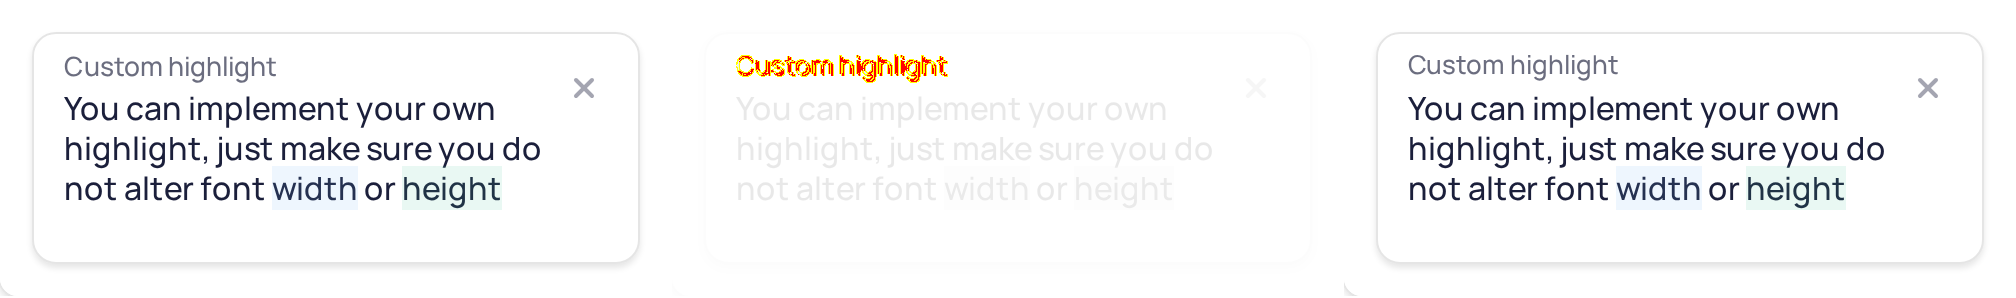 Custom highlight
You can implement your own
highlight, just make sure you do
not alter font width or height
Custom highlight
You can implement your own
highlight, just make sure you do
not alter font width or height
Custom highlight
You can implement your own
highlight, just make sure you do
not alter font width or height